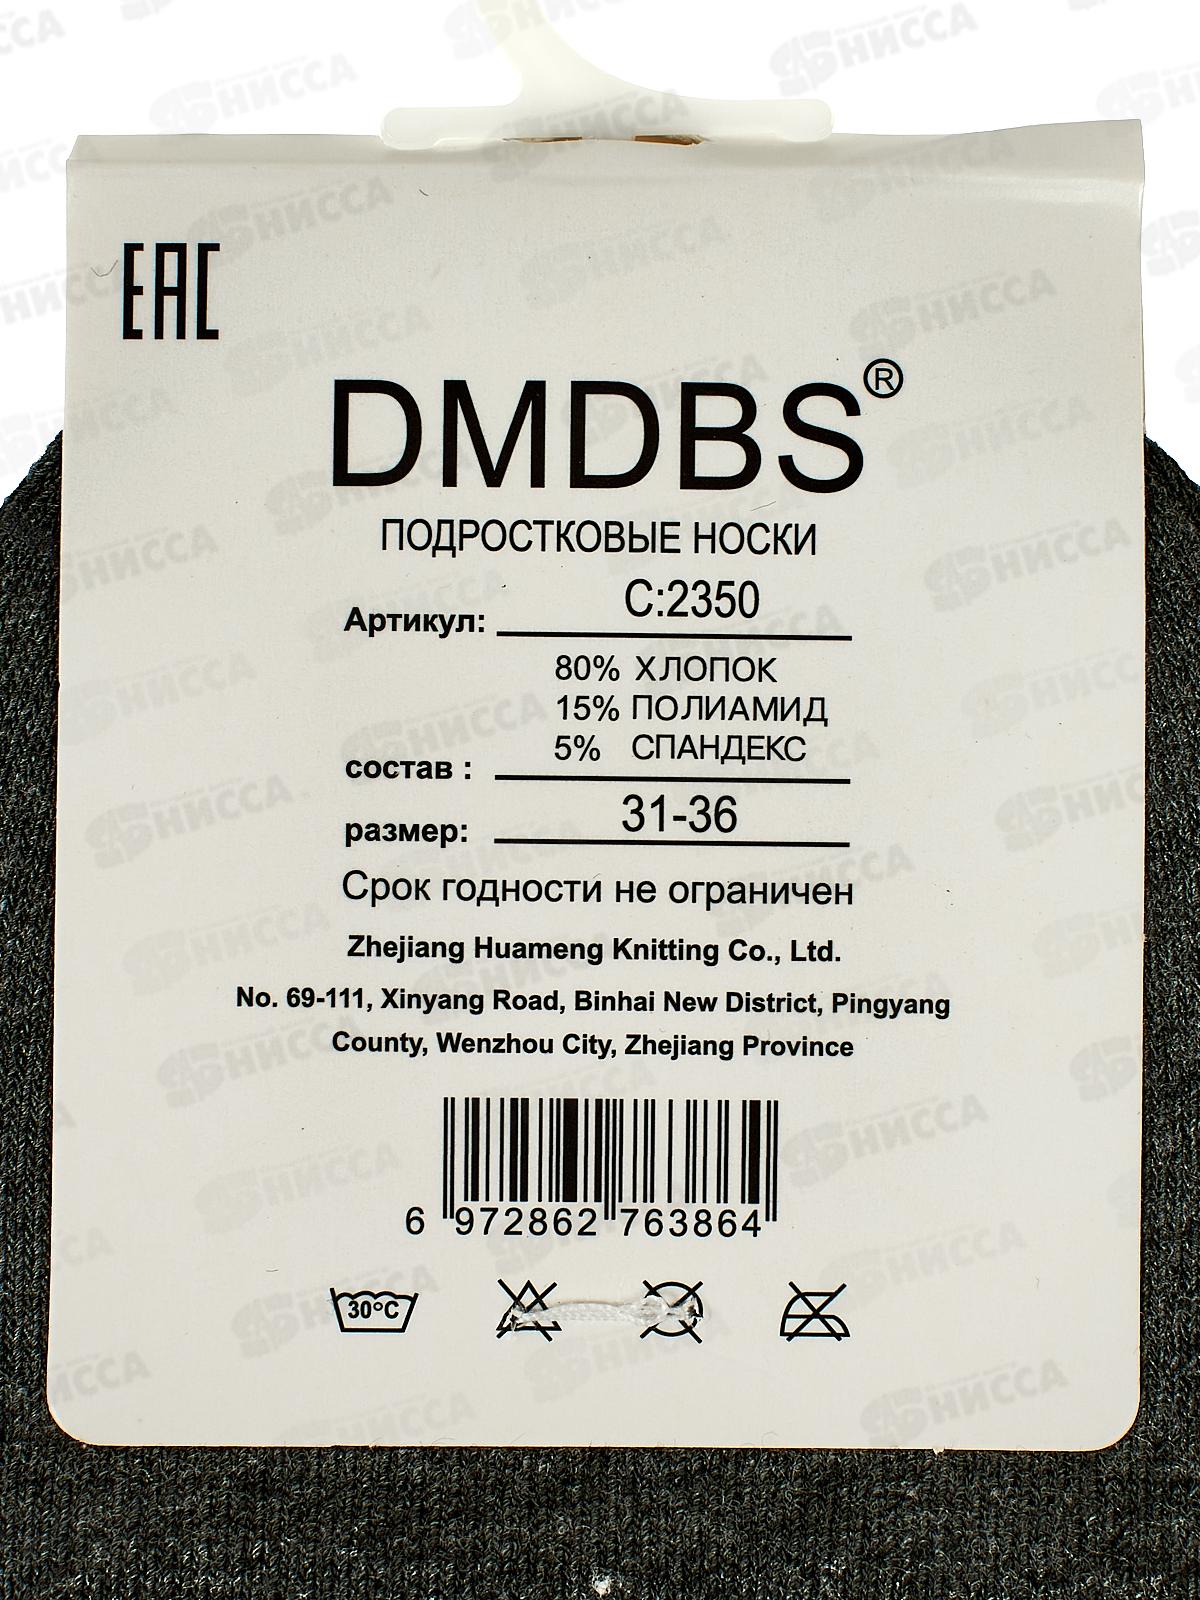 ЕАС
DMDBS®
ПОДРОСТКОВЫЕ НОСКИ
Артикул: С:2350
80% ХЛОПОК
15% ПОЛИАМИД
5% СПАНДЕКС
состав :
размер: 31-36
Срок годности не ограничен
Zhejiang Huameng Knitting Co., Ltd.
No. 69-111, Xinyang Road, Binhai New District, Pingyang
County, Wenzhou City, Zhejiang Province
6 972862 763864
30°C